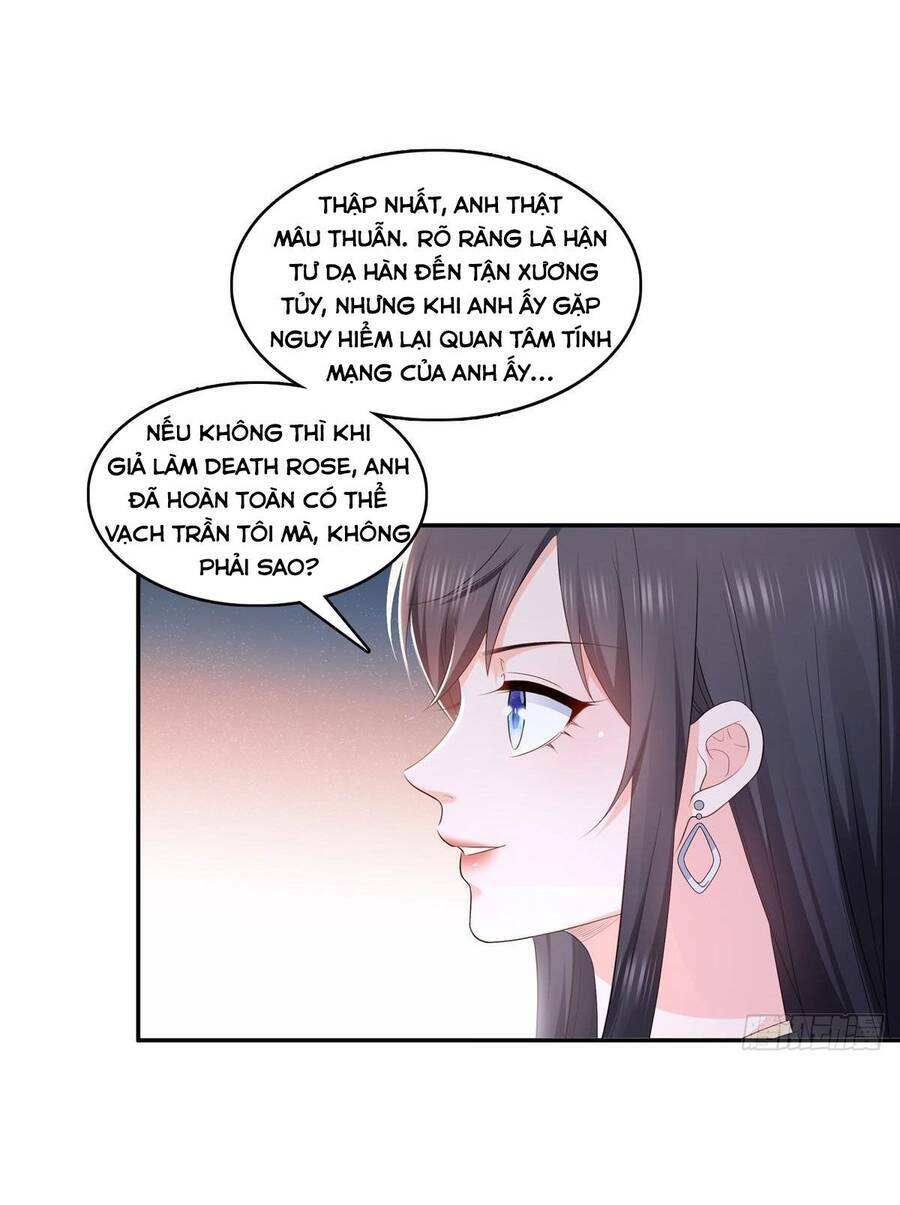 THẬP NHẤT, ANH THẬT
MÂU THUẪN. RÕ RÀNG LÀ HẬN
TƯ DẠ HÀN ĐẾN TẬN XƯƠNG
TỦY, NHƯNG KHI ANH ẤY GẶP
NGUY HIỂM LẠI QUAN TÂM TÍNH
MẠNG CỦA ANH ẤY...
NẾU KHÔNG THÌ KHI
GIẢ LÀM DEATH ROSE, ANH
ĐÃ HOÀN TOÀN CÓ THỂ
VẠCH TRẦN TÔI MÀ, KHÔNG
PHẢI SAO?